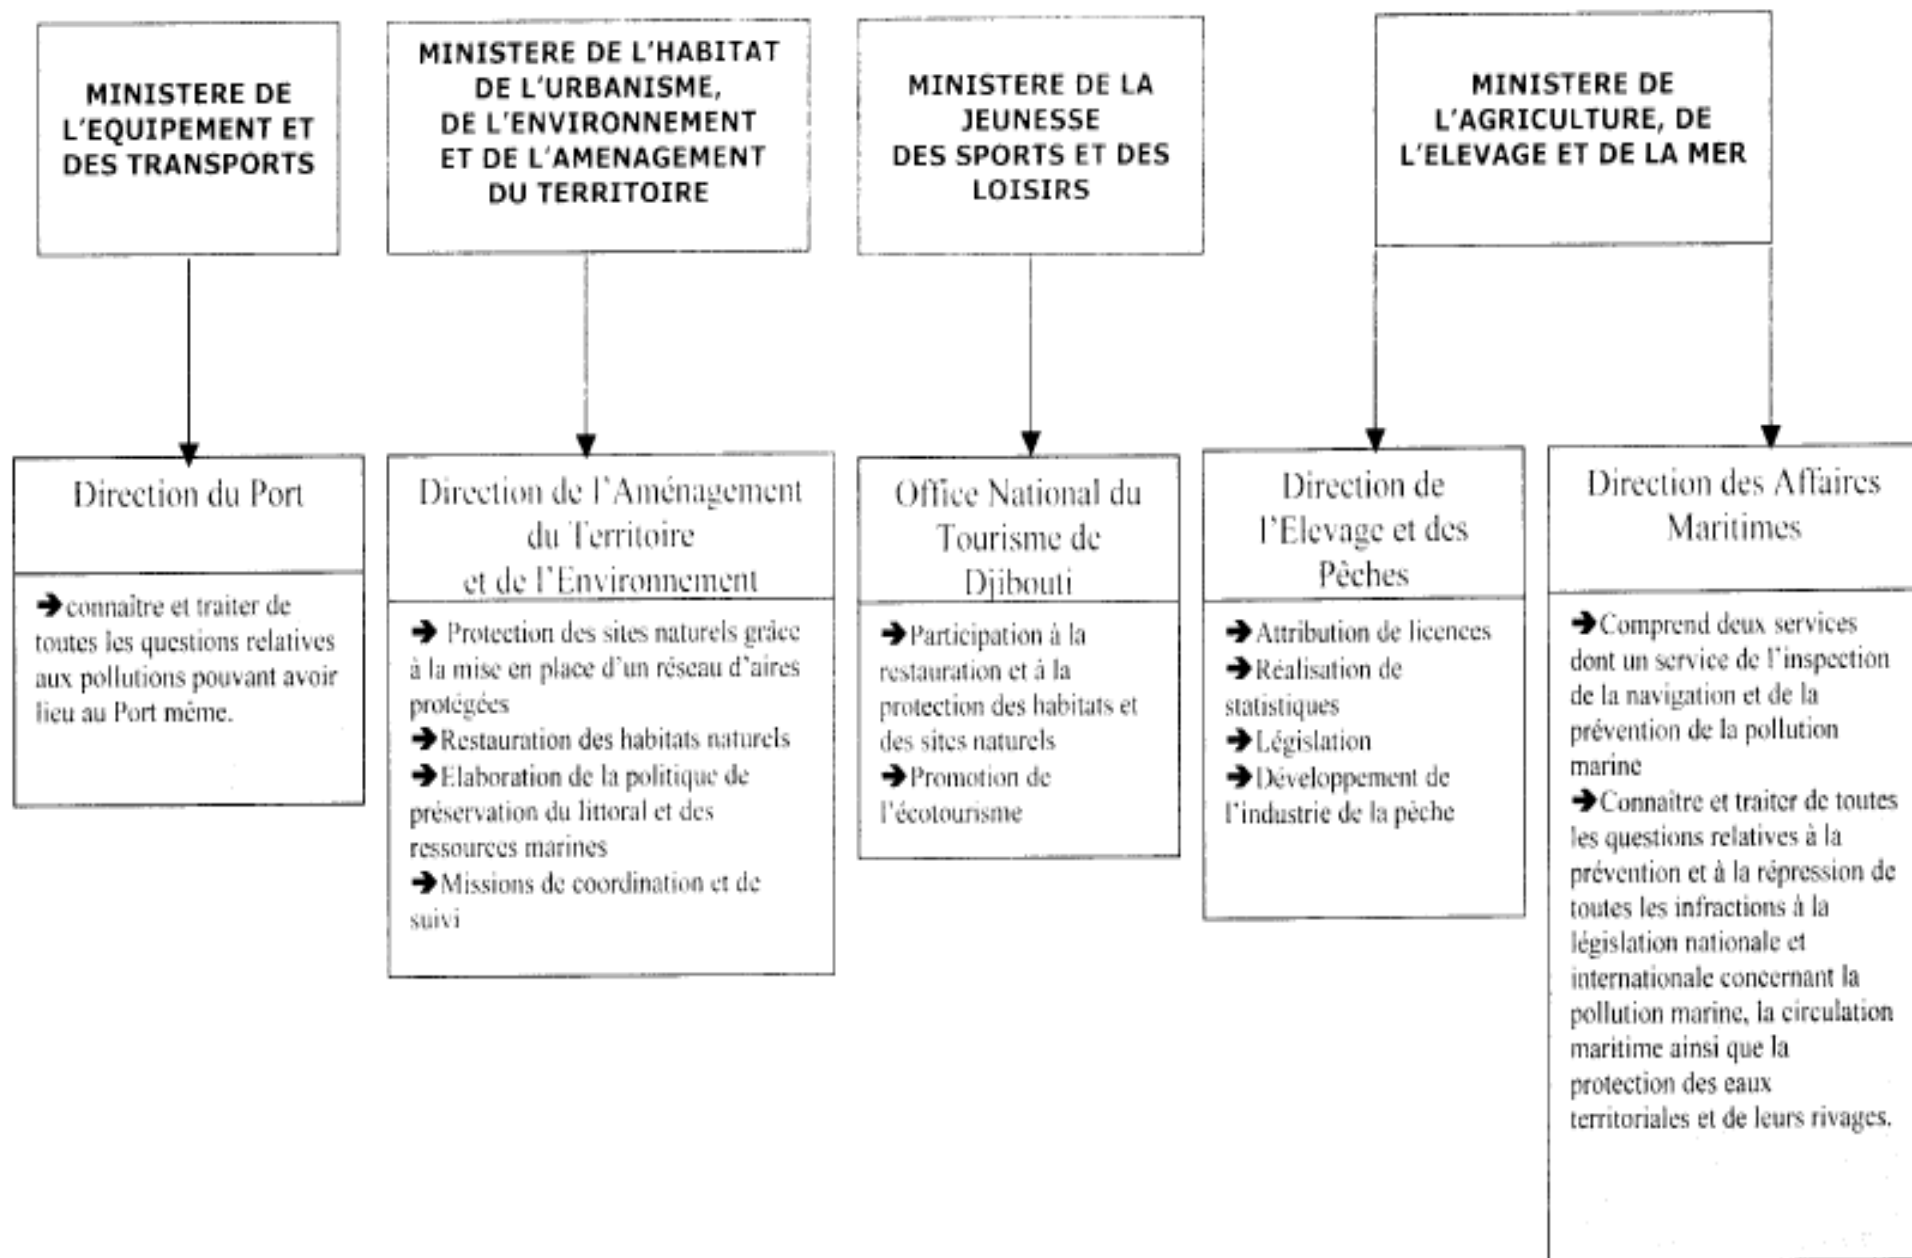 MINISTERE DE
L'EQUIPEMENT ET
DES TRANSPORTS
MINISTERE DE L'HABITAT
DE L'URBANISME,
DE L'ENVIRONNEMENT
ET DE L'AMENAGEMENT
DU TERRITOIRE
MINISTERE DE LA
JEUNESSE
DES SPORTS ET DES
LOISIRS
MINISTERE DE
L'AGRICULTURE, DE
L'ELEVAGE ET DE LA MER
Direction du Port
➔connaître et traiter de
toutes les questions relatives
aux pollutions pouvant avoir
lieu au Port même.
Direction de l'Aménagement
du Territoire
et de l'Environnement
➔ Protection des sites naturels grâce
à la mise en place d'un réseau d'aires
protégées
➔Restauration des habitats naturels
➔Elaboration de la politique de
préservation du littoral et des
ressources marines
➔Missions de coordination et de
suivi
Office National du
Tourisme de
Djibouti
➔Participation à la
restauration et à la
protection des habitats et
des sites naturels
➔Promotion de
l'écotourisme
Direction de
l'Elevage et des
Pêches
➔Attribution de licences
➔Réalisation de
statistiques
➔Législation
➔Développement de
l'industrie de la pêche
Direction des Affaires
Maritimes
➔Comprend deux services
dont un service de l'inspection
de la navigation et de la
prévention de la pollution
marine
➔Connaître et traiter de toutes
les questions relatives à la
prévention et à la répression de
toutes les infractions à la
législation nationale et
internationale concernant la
pollution marine, la circulation
maritime ainsi que la
protection des eaux
territoriales et de leurs rivages.